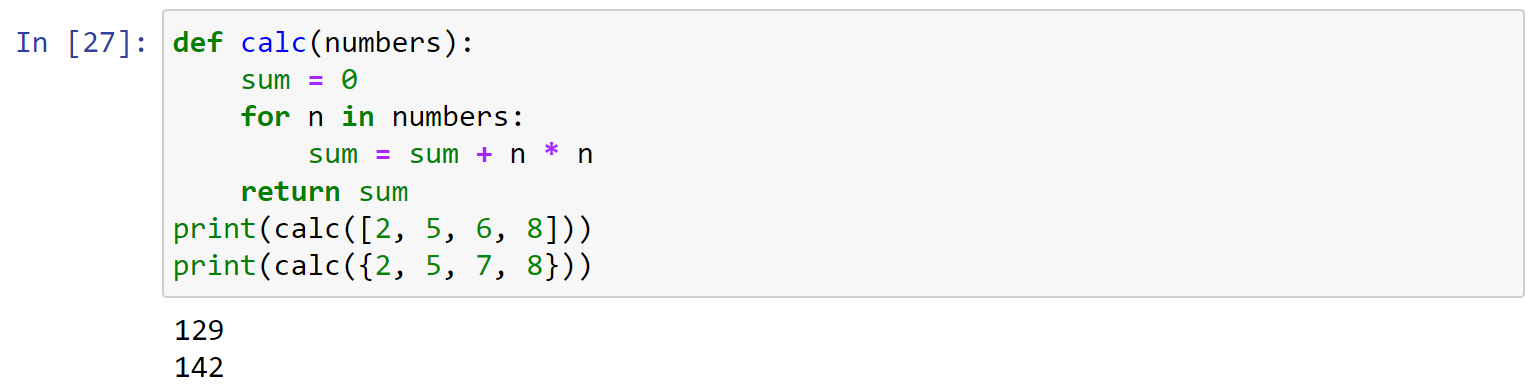 In [27]: def calc(numbers):
    sum = 0
    for n in numbers:
        sum = sum + n * n
    return sum
print(calc([2, 5, 6, 8]))
print(calc({2, 5, 7, 8}))
129
142